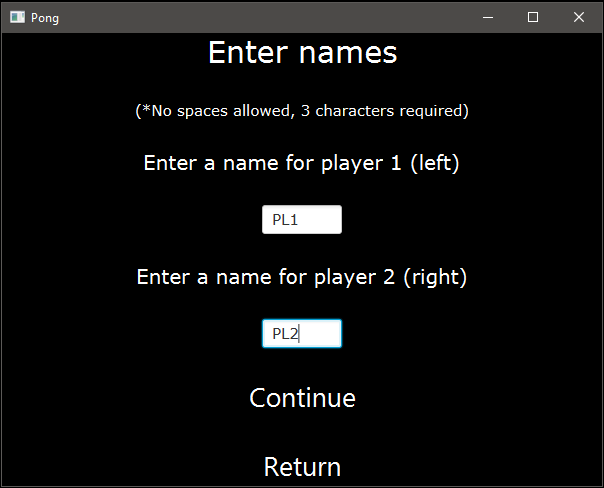 Pong
Enter names
(*No spaces allowed, 3 characters required)
Enter a name for player 1 (left)
PL1
Enter a name for player 2 (right)
PL2
Continue
Return